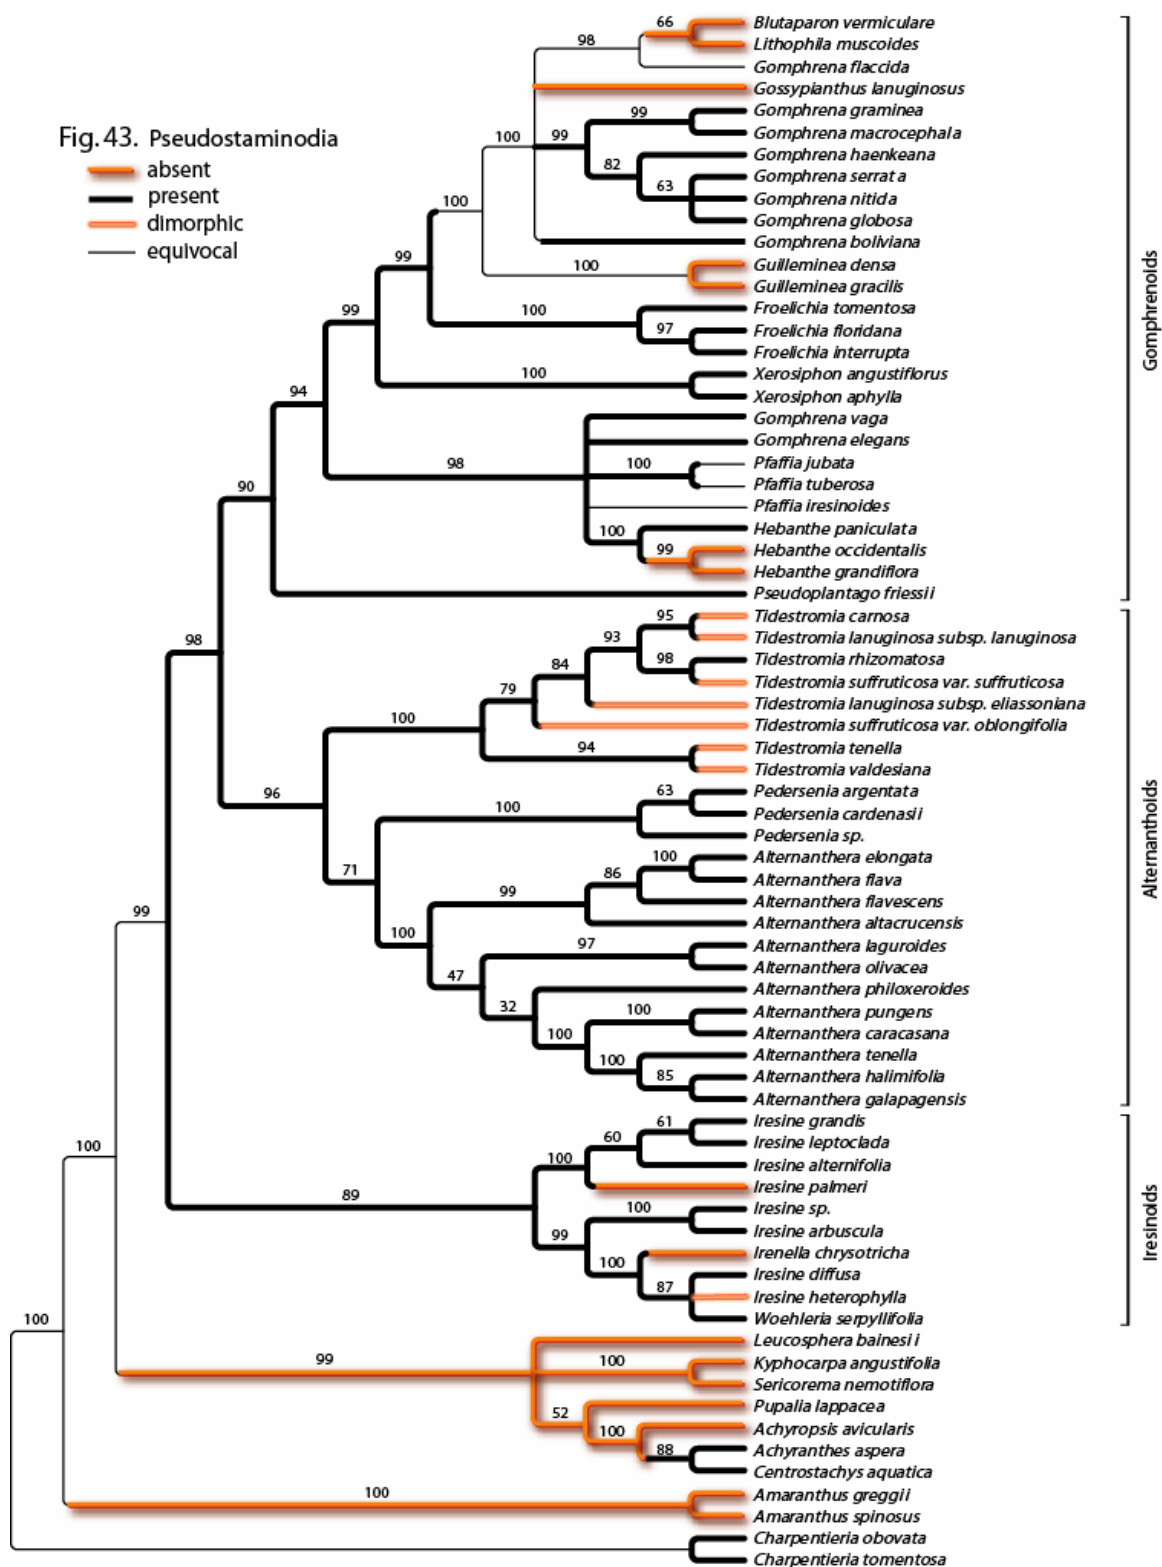 Fig. 43. Pseudostaminodia
absent
present
dimorphic
equivocal
66
Blutaparon vermiculare
Lithophila muscoides
98
Gomphrena flaccida
Gossypianthus lanuginosus
99
Gomphrena graminea
100
99
Gomphrena macrocephala
Gomphrena haenkeana
82
63
Gomphrena serrata
Gomphrena nitida
100
Gomphrena globosa
Gomphrena boliviana
99
100
Guilleminea densa
Guilleminea gracilis
99
100
Froelichia tomentosa
97
Froelichia floridana
Froelichia interrupta
100
Xerosiphon angustiflorus
94
Xerosiphon aphylla
Gomphrena vaga
Gomphrena elegans
98
100
Pfaffia jubata
90
Pfaffia tuberosa
Pfaffia iresinoides
100
Hebanthe paniculata
99
Hebanthe occidentalis
Hebanthe grandiflora
Pseudoplantago friessii
Gomphrenoids
95
Tidestromia carnosa
98
93
Tidestromia lanuginosa subsp. lanuginosa
98
Tidestromia rhizomatosa
84
Tidestromia suffruticosa var. suffruticosa
79
Tidestromia lanuginosa subsp. eliassoniana
100
Tidestromia suffruticosa var. oblongifolia
94
Tidestromia tenella
Tidestromia valdesiana
96
63
Pedersenia argentata
100
Pedersenia cardenasii
Pedersenia sp.
100
Alternanthera elongata
71
86
Alternanthera flava
99
Alternanthera flavescens
99
Alternanthera altacrucensis
100
97
Alternanthera laguroides
Alternanthera olivacea
47
Alternanthera philoxeroides
32
100
Alternanthera pungens
100
Alternanthera caracasana
100
Alternanthera tenella
85
Alternanthera halimifolia
Alternanthera galapagensis
Alternanthoids
61
Iresine grandis
100
60
Iresine leptoclada
100
Iresine alternifolia
89
Iresine palmeri
100
Iresine sp.
99
Iresine arbuscula
100
Irenella chrysotricha
87
Iresine diffusa
Iresine heterophylla
100
Woehleria serpyllifolia
Iresinoids
Leucosphera bainesii
99
100
Kyphocarpa angustifolia
Sericorema nemotiflora
52
Pupalia lappacea
100
Achyropsis avicularis
88
Achyranthes aspera
Centrostachys aquatica
100
Amaranthus greggii
Amaranthus spinosus
Charpentieria obovata
Charpentieria tomentosa